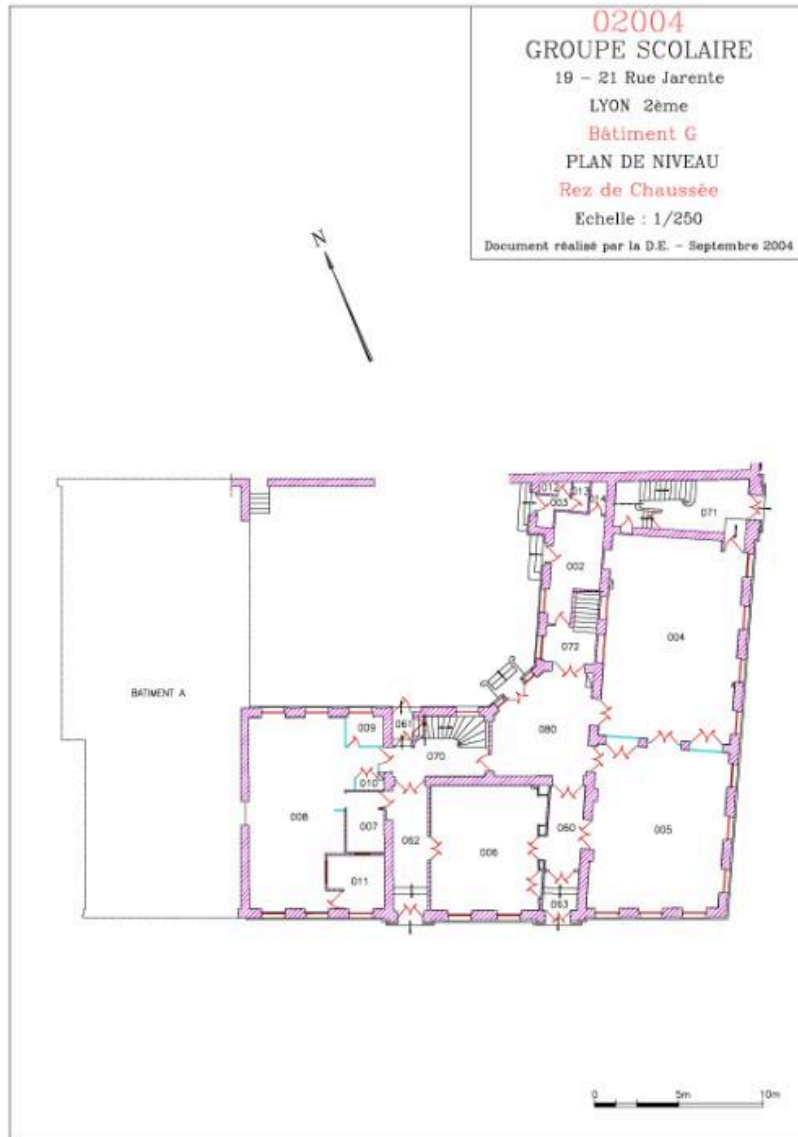 02004
GROUPE SCOLAIRE
19 - 21 Rue Jarente
LYON 2ème
Bâtiment G
PLAN DE NIVEAU
Rez de Chaussée
Echelle : 1/250
Document réalisé par la D.E. - Septembre 2004
N
012
013
014
003
071
002
004
072
BATIMENT A
009
061
080
070
010
008
007
062
006
060
005
011
063
0
5m
10m